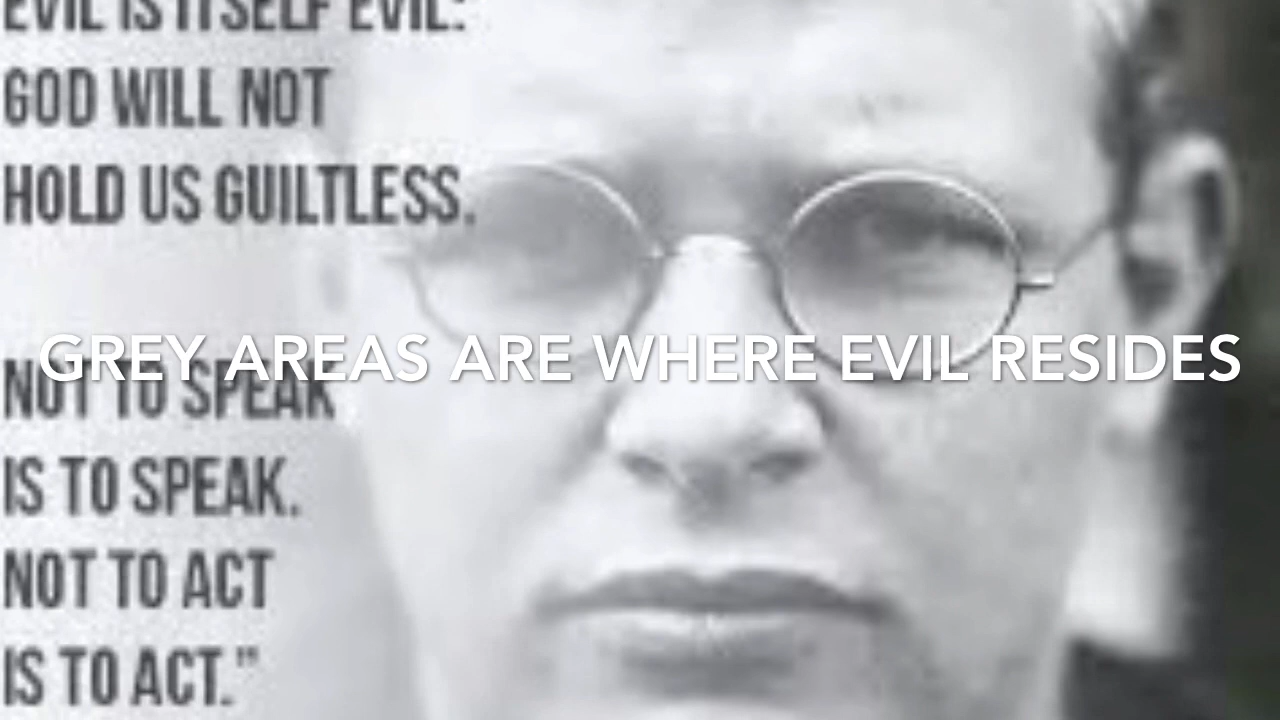 EVIL IS ITSELF EVIL:
GOD WILL NOT
HOLD US GUILTLESS.
GREY AREAS ARE WHERE EVIL RESIDES
NOT TO SPEAK
IS TO SPEAK.
NOT TO ACT
IS TO ACT.”